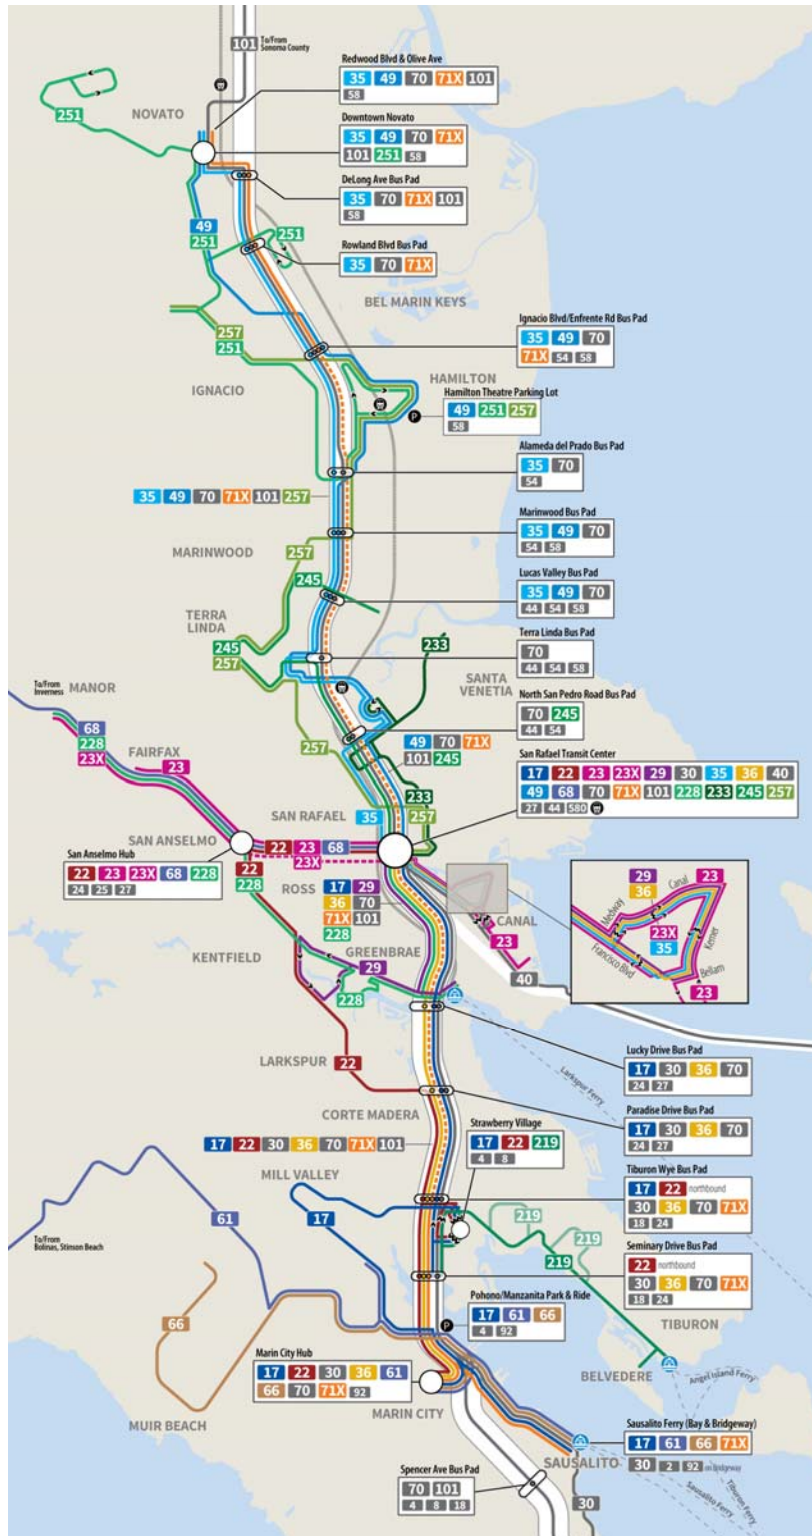 101
To/From
Sonoma County
Redwood Blvd & Olive Ave
35 49 70 71X 101
58
NOVATO
251
Downtown Novato
35 49 70 71X
101 251 58
DeLong Ave Bus Pad
35 70 71X 101
58
49
251
251
Rowland Blvd Bus Pad
35 70 71X
BEL MARIN KEYS
Ignacio Blvd/Enfrente Rd Bus Pad
35 49 70
71X 54 58
257
251
IGNACIO
HAMILTON
Hamilton Theatre Parking Lot
49 251 257
58
P
Alameda del Prado Bus Pad
35 70
54
35 49 70 71X 101 257
Marinwood Bus Pad
35 49 70
54 58
MARINWOOD
257
245
Lucas Valley Bus Pad
35 49 70
44 54 58
TERRA
LINDA
245
257
Terra Linda Bus Pad
70
44 54 58
233
SANTA
VENETIA
North San Pedro Road Bus Pad
70 245
44 54
To/From
Inverness
MANOR
68
228
23X
FAIRFAX
23
257
49 70 71X
101 245
San Rafael Transit Center
17 22 23 23X 29 30 35 36 40
49 68 70 71X 101 228 233 245 257
27 44 580
233
SAN RAFAEL
35
257
SAN ANSELMO
San Anselmo Hub
22 23 23X 68 228
24 25 27
22 23 68
23X
22
228
ROSS
17 29
36 70
71X 101
228
CANAL
23
40
29
36
Canal
23
Medway
23X
35
Kerner
Francisco Blvd
Bellam
23
KENTFIELD
GREENBRAE
29
228
Lucky Drive Bus Pad
17 30 36 70
24 27
LARKSPUR
22
Larkspur Ferry
Paradise Drive Bus Pad
17 30 36 70
24 27
CORTE MADERA
17 22 30 36 70 71X 101
Strawberry Village
17 22 219
4 8
MILL VALLEY
17
Tiburon Wye Bus Pad
17 22 northbound
30 36 70 71X
18 24
61
To/From
Bolinas, Stinson Beach
219
219
219
Seminary Drive Bus Pad
22 northbound
30 36 70 71X
18 24
66
Pohono/Manzanita Park & Ride
17 61 66
4 92
P
TIBURON
Marin City Hub
17 22 30 36 61
66 70 71X 92
BELVEDERE
Angel Island Ferry
MARIN CITY
MUIR BEACH
Sausalito Ferry (Bay & Bridgeway)
17 61 66 71X
30 2 92 on Bridgeway
SAUSALITO
Spencer Ave Bus Pad
70 101
4 8 18
30
Sausalito Ferry
Tiburon Ferry